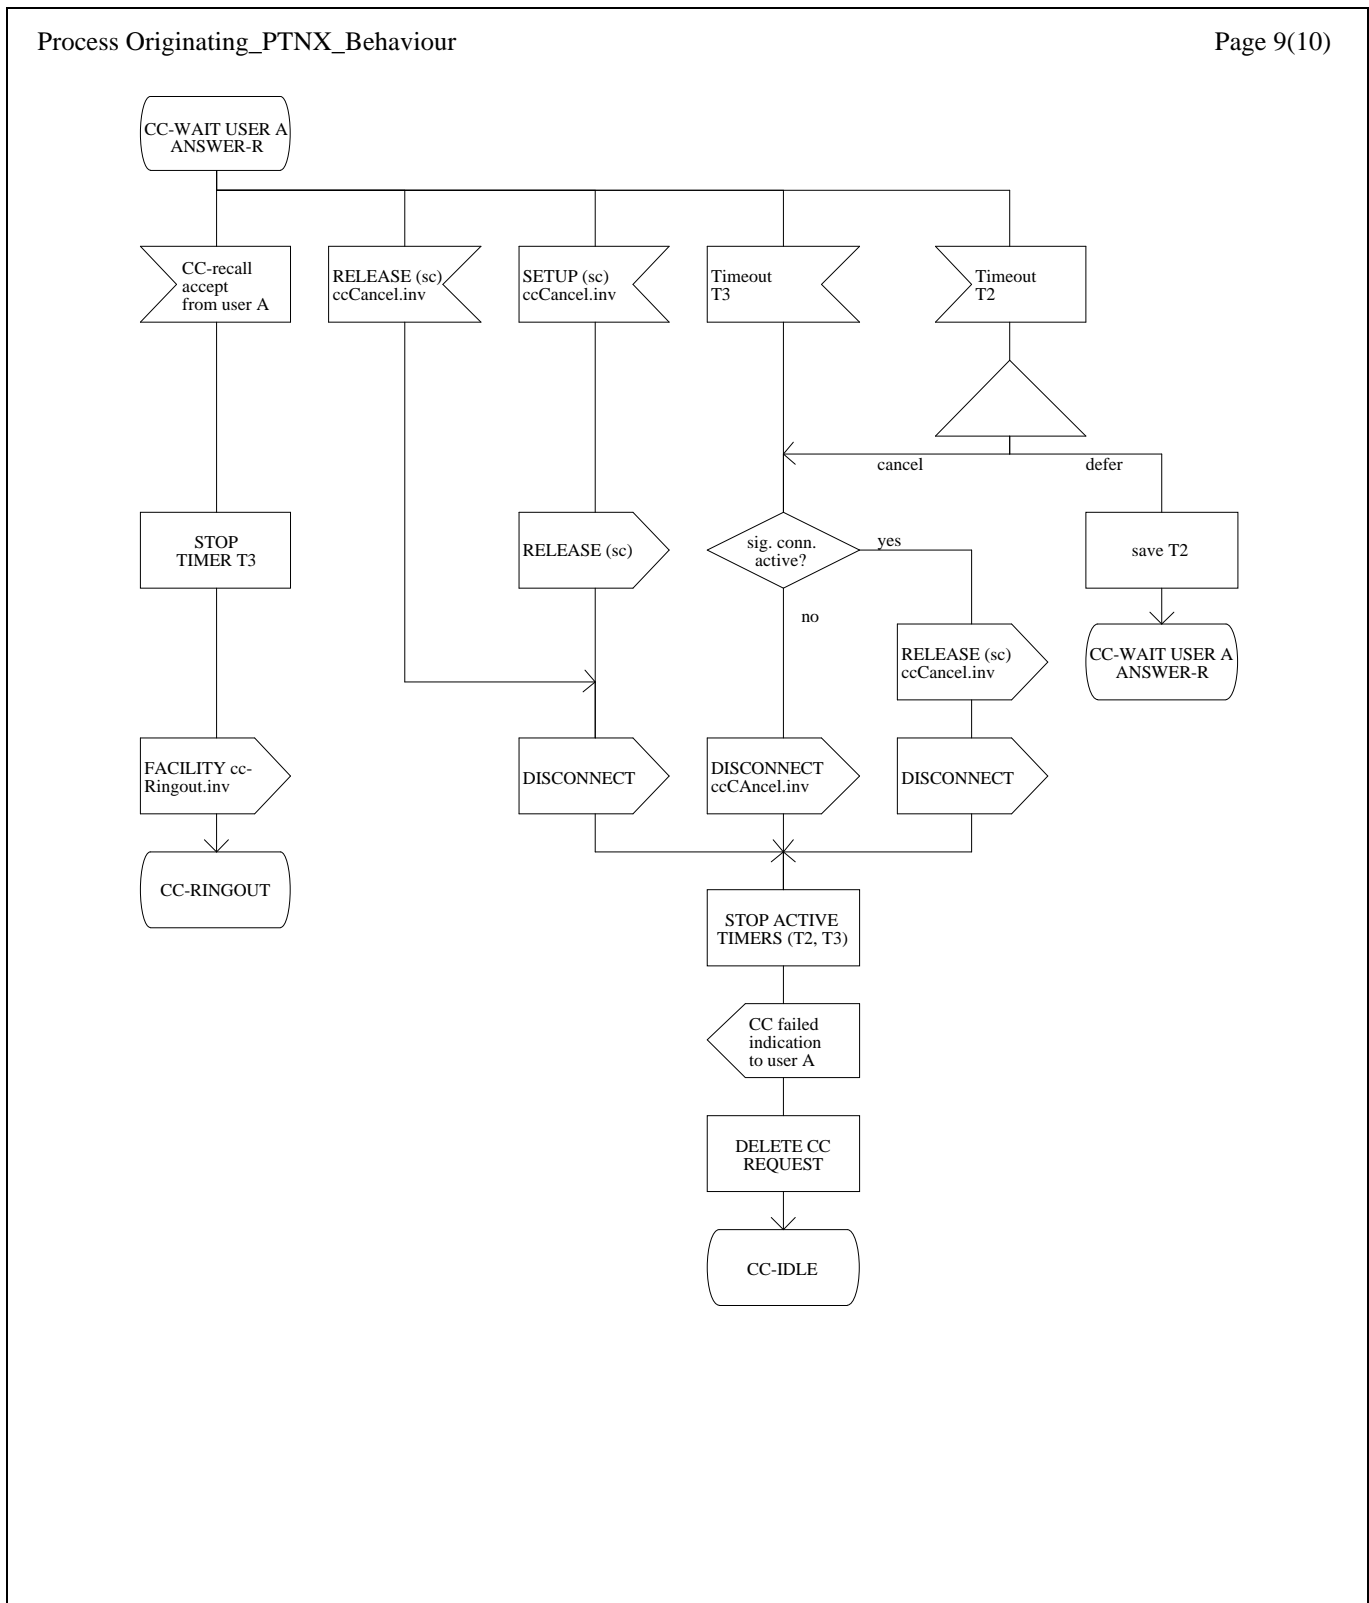 Process Originating_PTNX_Behaviour
Page 9(10)
CC-WAIT USER A
ANSWER-R
CC-recall
accept
from user A
RELEASE (sc)
ccCancel.inv
SETUP (sc)
ccCancel.inv
Timeout
T3
Timeout
T2
cancel
defer
STOP
TIMER T3
RELEASE (sc)
sig. conn.
active?
yes
no
save T2
RELEASE (sc)
ccCancel.inv
CC-WAIT USER A
ANSWER-R
FACILITY cc-
Ringout.inv
DISCONNECT
DISCONNECT
ccCAncel.inv
DISCONNECT
CC-RINGOUT
STOP ACTIVE
TIMERS (T2, T3)
CC failed
indication
to user A
DELETE CC
REQUEST
CC-IDLE